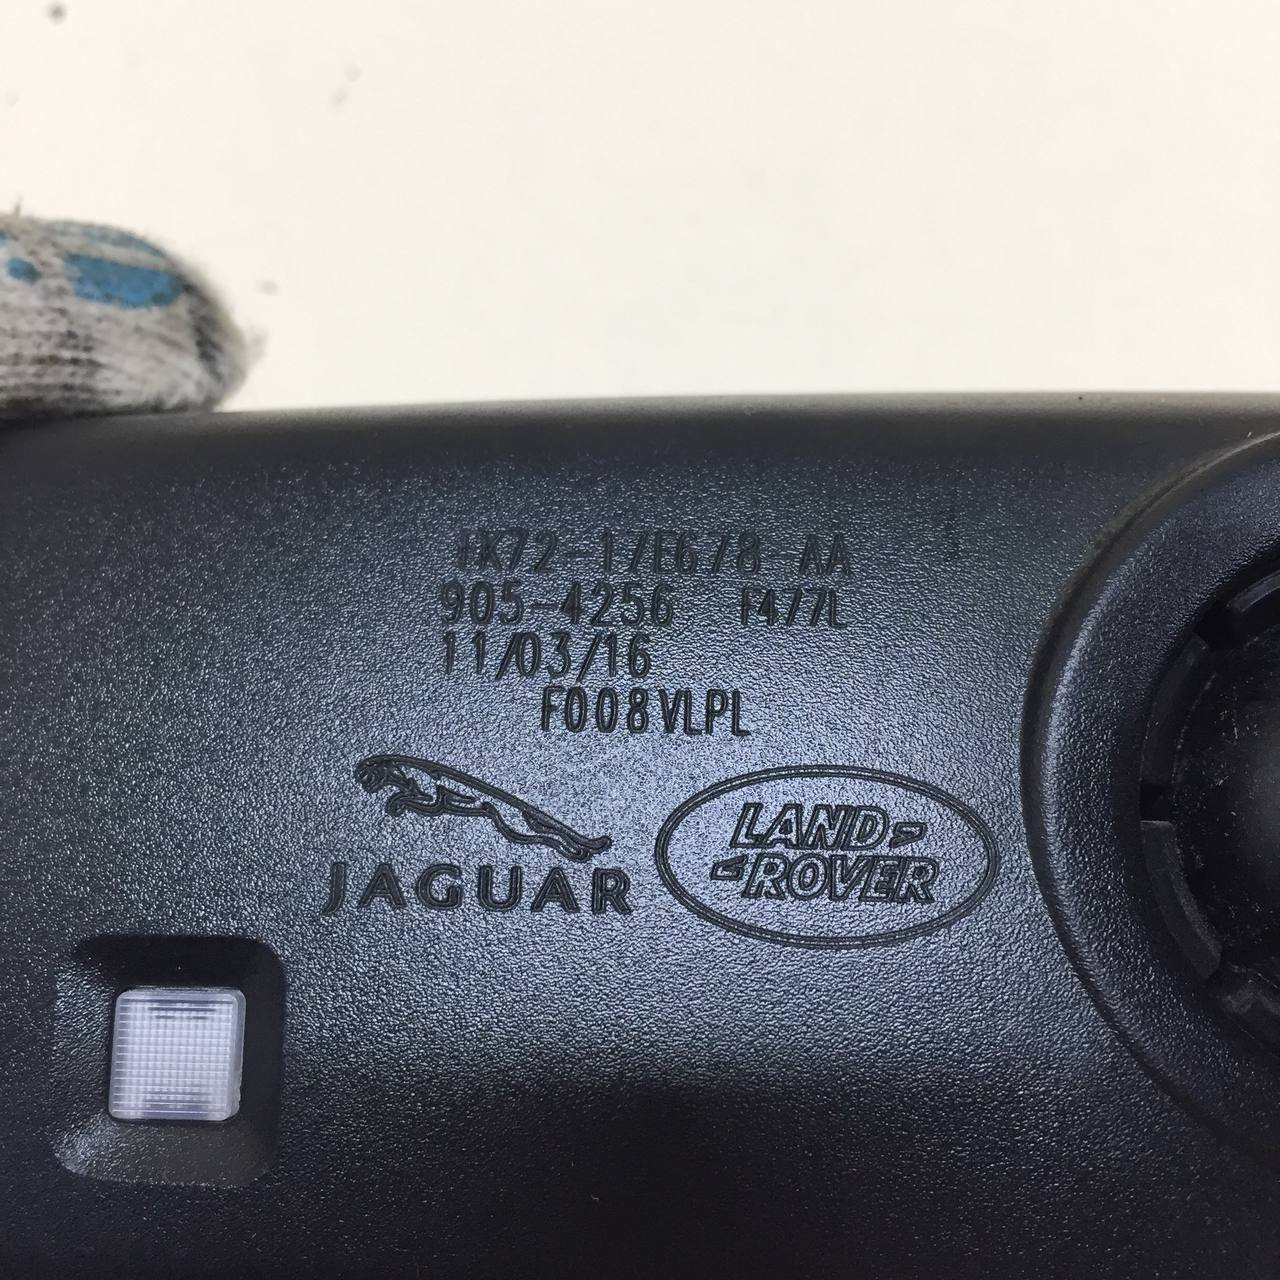 FK72-17E678-AA
905-4256 F477L
11/03/16
F008VLPL
JAGUAR
LAND
ROVER